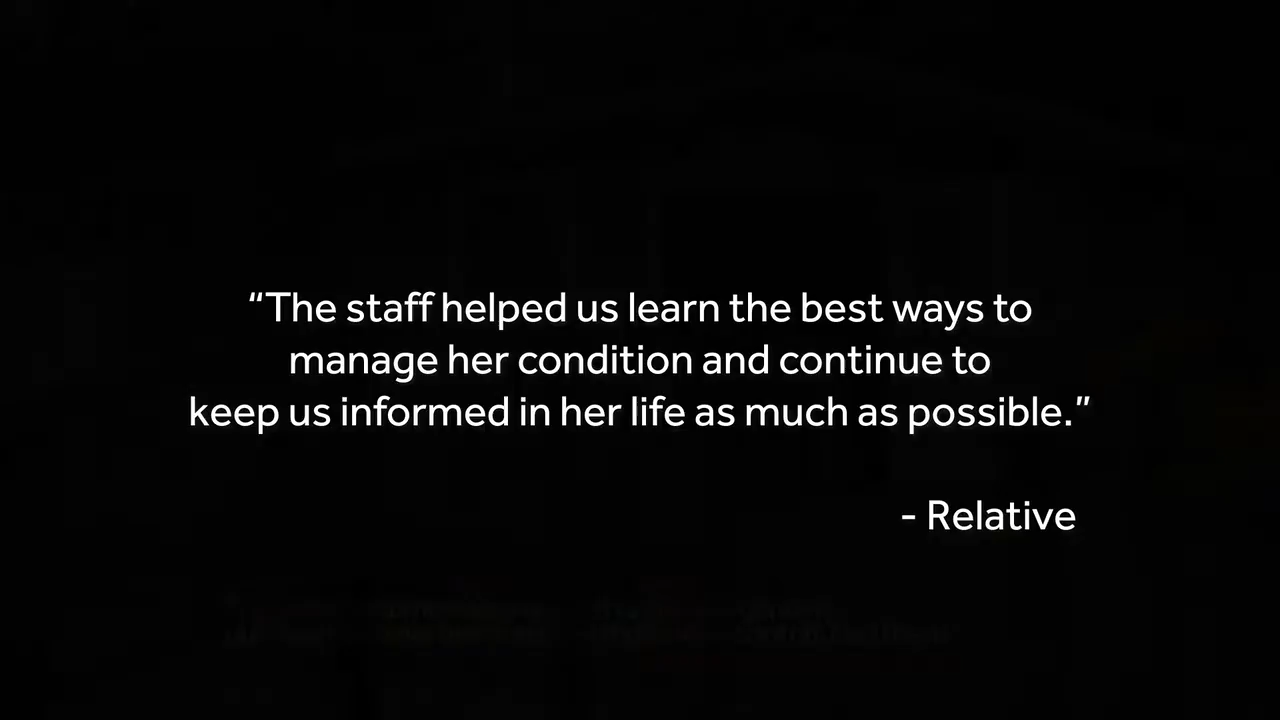 “The staff helped us learn the best ways to
manage her condition and continue to
keep us informed in her life as much as possible.”
- Relative